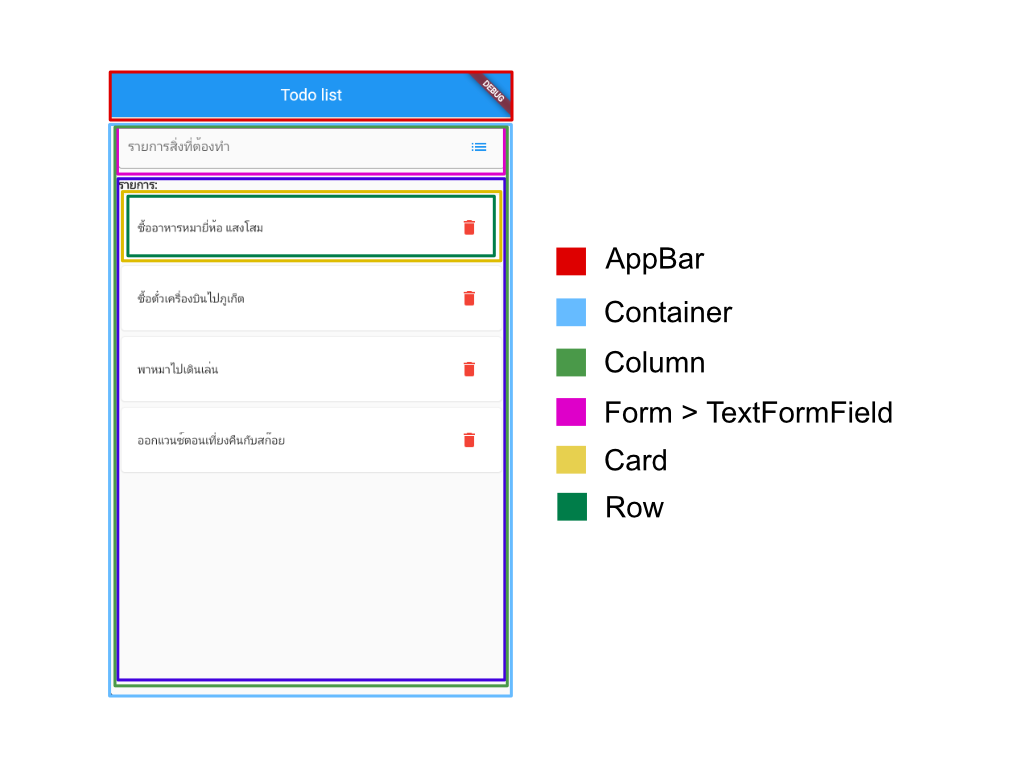 Todo list
DEBUG
รายการสิ่งที่ต้องทำ
รายการ:
ซื้ออาหารหมายี่ห้อ แสงโสม
ซื้อตั๋วเครื่องบินไปภูเก็ต
พาหมาไปเดินเล่น
ออกแวนซ์ตอนเที่ยงคืนกับสก๊อย
AppBar
Container
Column
Form > TextFormField
Card
Row